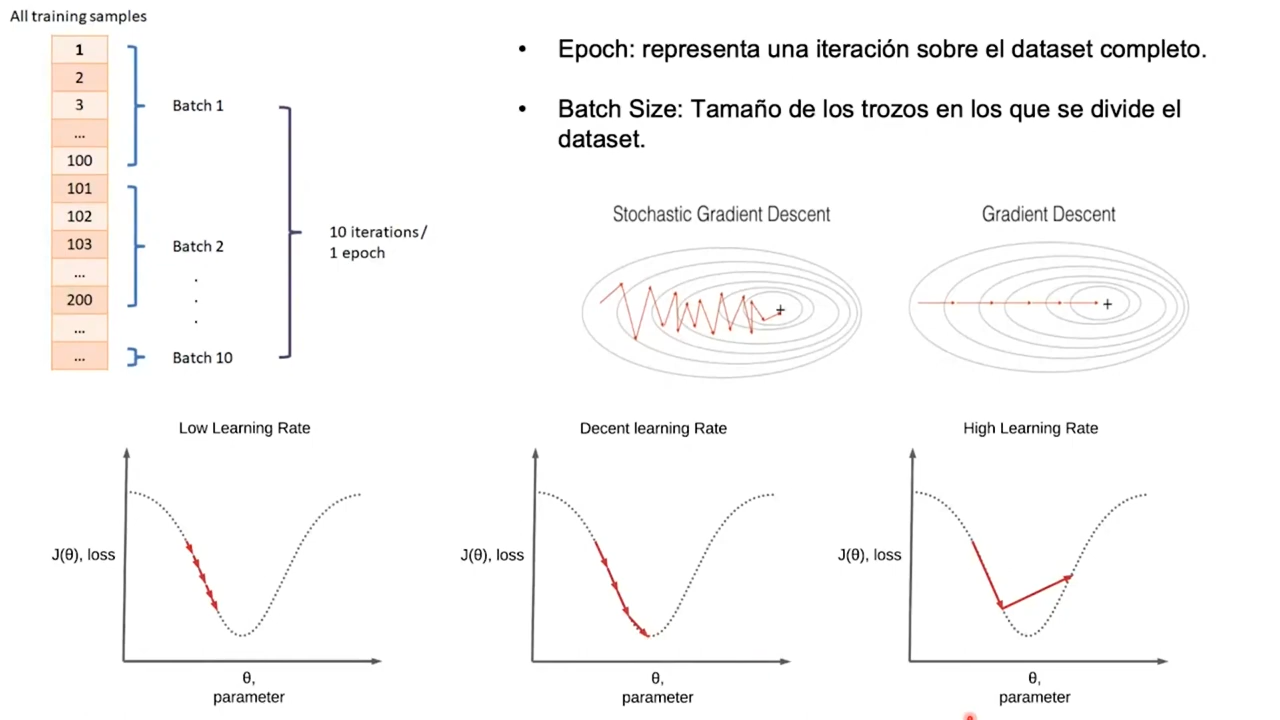 All training samples
1
2
3
...
100
101
102
103
...
200
...
...
Batch 1
Batch 2
.
.
.
Batch 10
10 iterations/
1 epoch
• Epoch: representa una iteración sobre el dataset completo.
• Batch Size: Tamaño de los trozos en los que se divide el
dataset.
Stochastic Gradient Descent
+
Gradient Descent
+
Low Learning Rate
J(θ), loss
θ,
parameter
Decent learning Rate
J(θ), loss
θ,
parameter
High Learning Rate
J(θ), loss
θ,
parameter